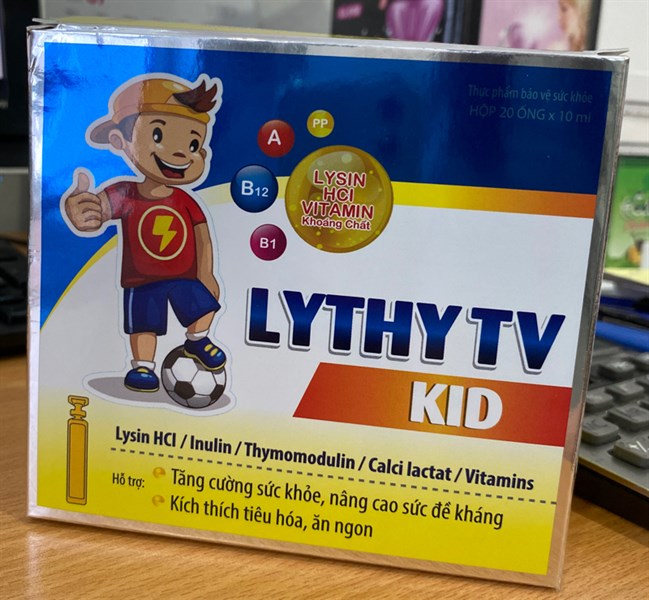 Thực phẩm bảo vệ sức khỏe
HỘP 20 ỐNG x 10 ml
A
PP
B12
B1
LYSIN
HCl
VITAMIN
Khoáng Chất
LYTHY TV
KID
Lysin HCl / Inulin / Thymomodulin / Calci lactat / Vitamins
Hỗ trợ:
Tăng cường sức khỏe, nâng cao sức đề kháng
Kích thích tiêu hóa, ăn ngon